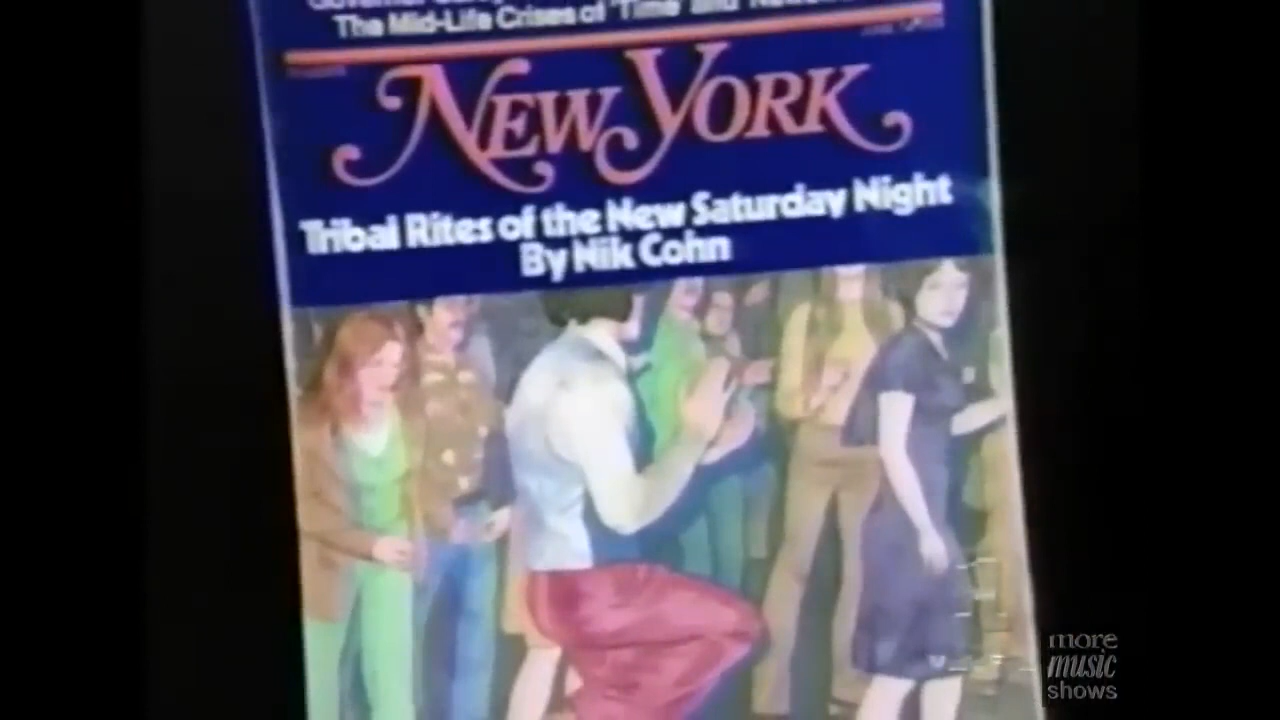 The Mid-Life Crises of 'Time' and
NEW YORK
Tribal Rites of the New Saturday Night
By Nik Cohn
more
music
shows